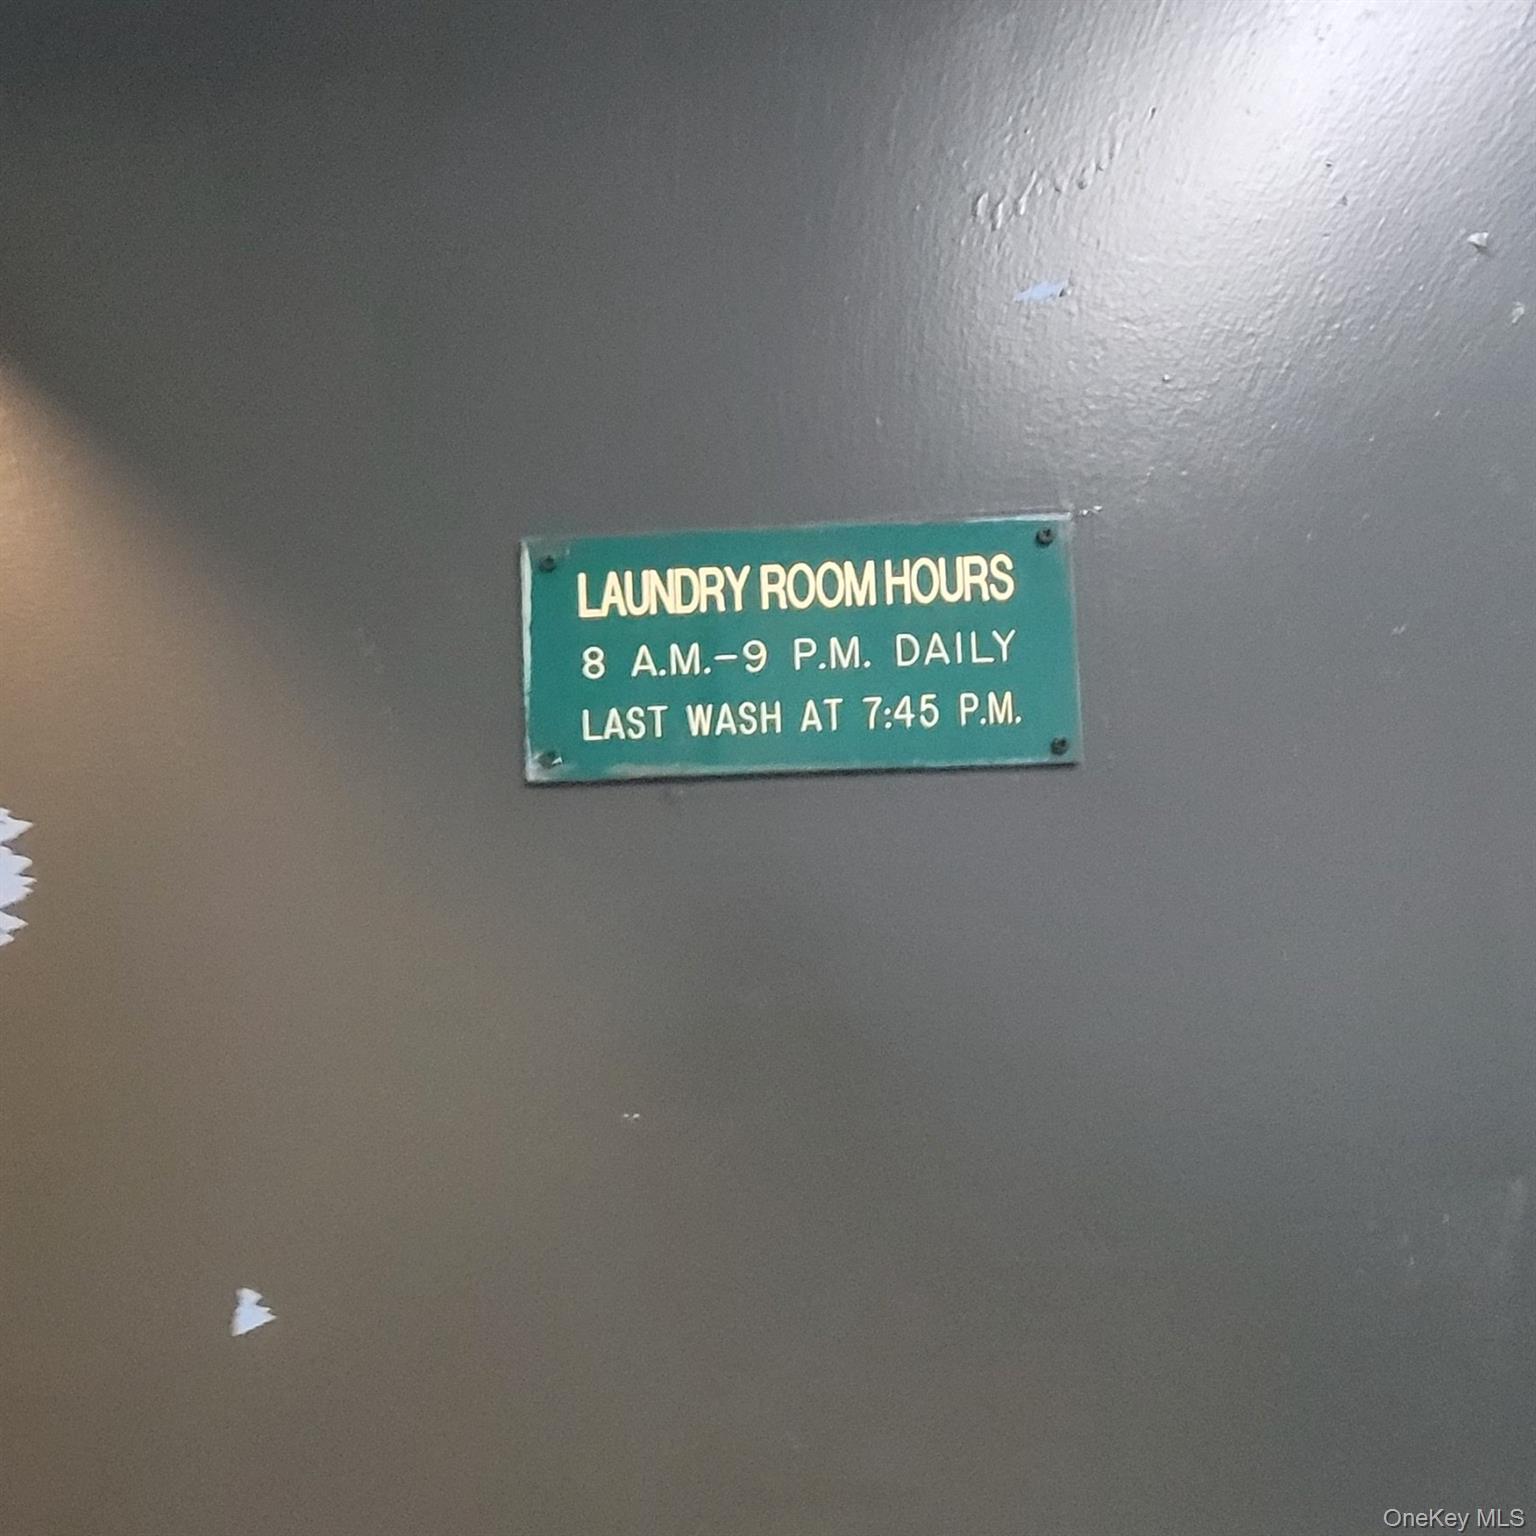 LAUNDRY ROOM HOURS
8 A.M.-9 P.M. DAILY
LAST WASH AT 7:45 P.M.
OneKey MLS